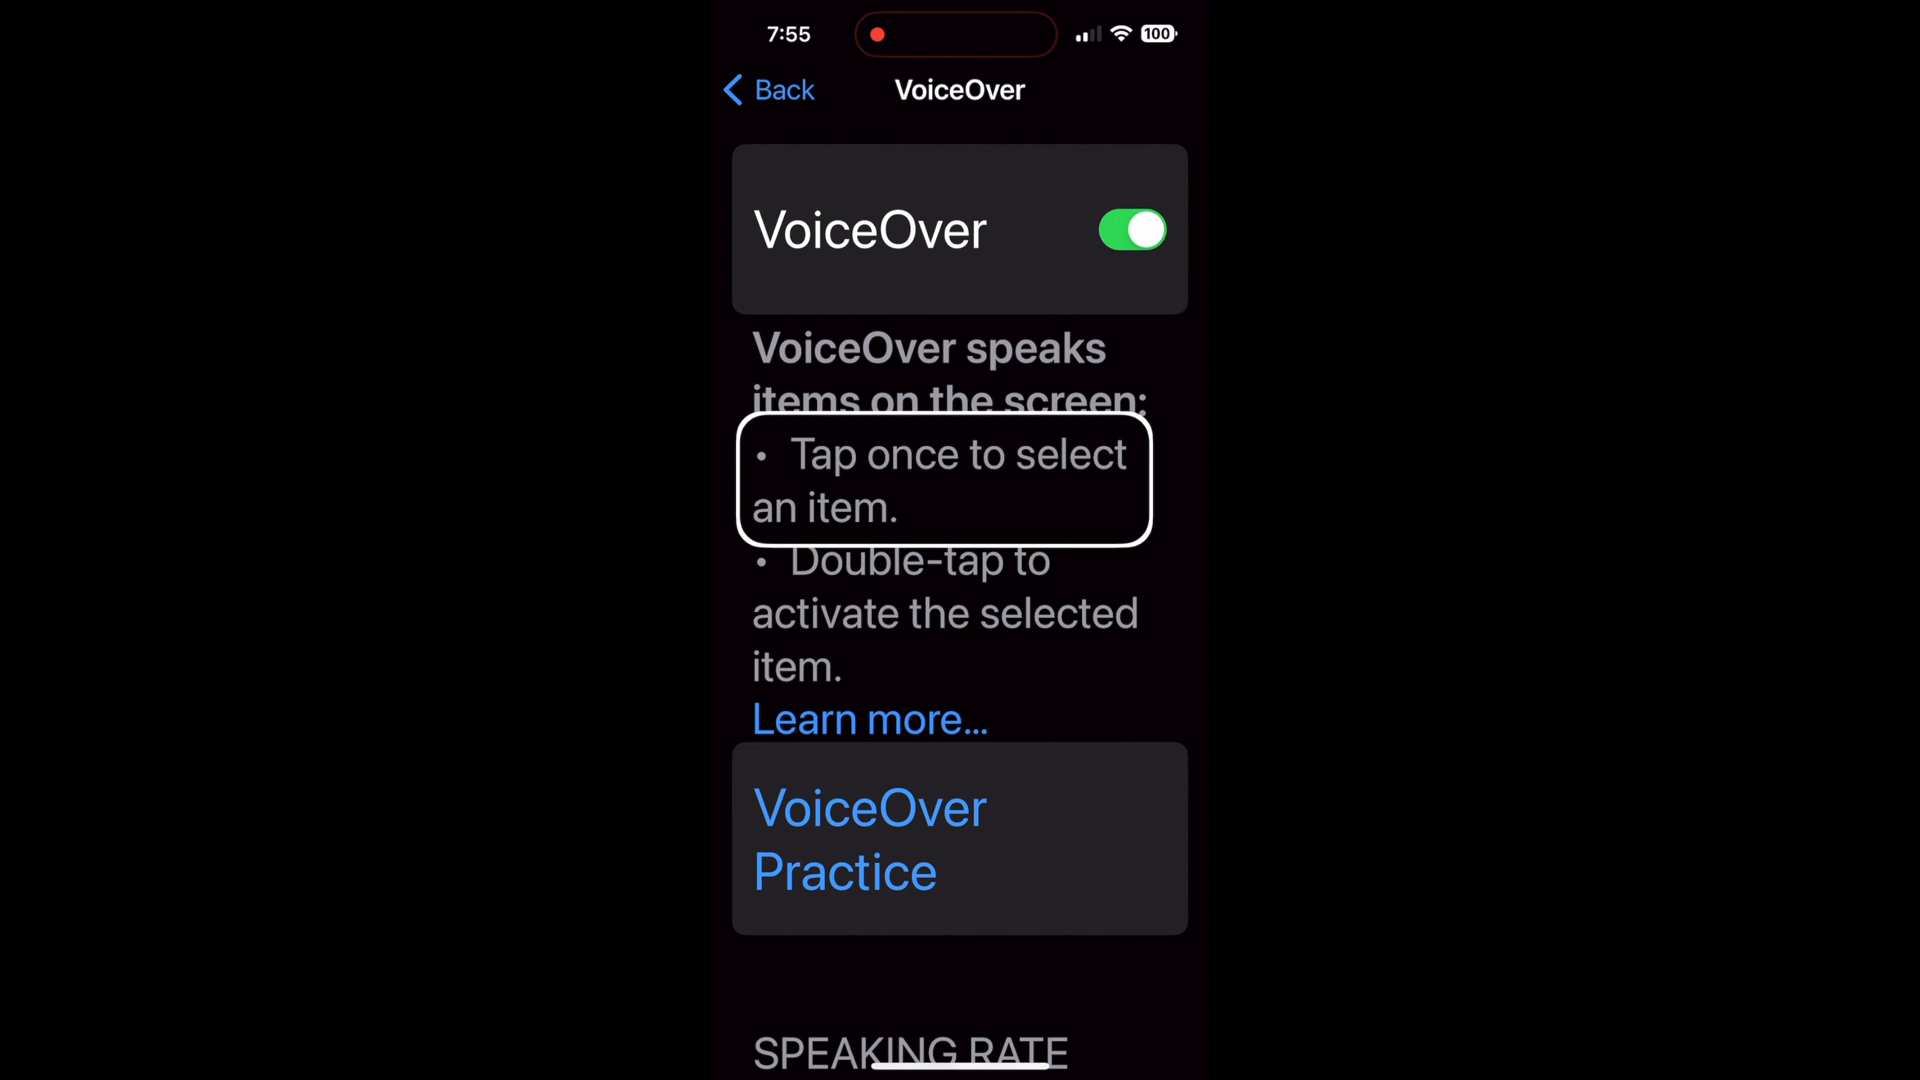 7:55
100
Back
VoiceOver
VoiceOver
VoiceOver speaks
items on the screen:
• Tap once to select
an item.
• Double-tap to
activate the selected
item.
Learn more...
VoiceOver
Practice
SPEAKING RATE